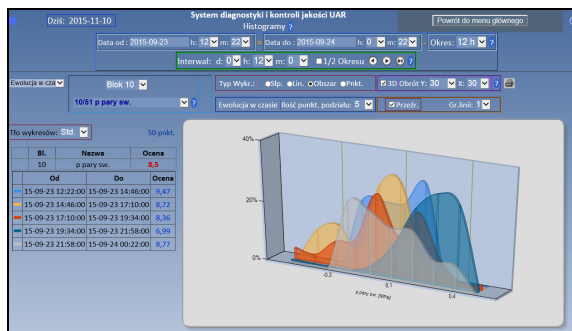 Dziś: 2015-11-10
System diagnostyki i kontroli jakości UAR
Histogramy ?
Powrót do menu głównego
Data od : 2015-09-23 h: 12 m: 22 = Data do : 2015-09-24 h: 0 m: 22 Okres: 12 h ?
Interwał: d: 0 h: 12 m: 0 1/2 Okresu ?
Ewolucja w cza
Blok 10
10/51 p pary sw. ?
Typ Wykr.: Słp. Lin. Obszar Pnkt.
3D Obrót Y: 30 X: 30 ?
Ewolucja w czasie Ilość punkt. podziału: 5 ?
Przeźr. Gr.linii: 1
Tło wykresów: Std.
50 pnkt.
Bl. Nazwa Ocena
10 p pary sw. 8,5
Od Do Ocena
15-09-23 12:22:00 15-09-23 14:46:00 9,47
15-09-23 14:46:00 15-09-23 17:10:00 8,72
15-09-23 17:10:00 15-09-23 19:34:00 8,36
15-09-23 19:34:00 15-09-23 21:58:00 6,99
15-09-23 21:58:00 15-09-24 00:22:00 8,77
40%
20%
0%
-0.3
0.1
0.4
p pary sw. [MPa]